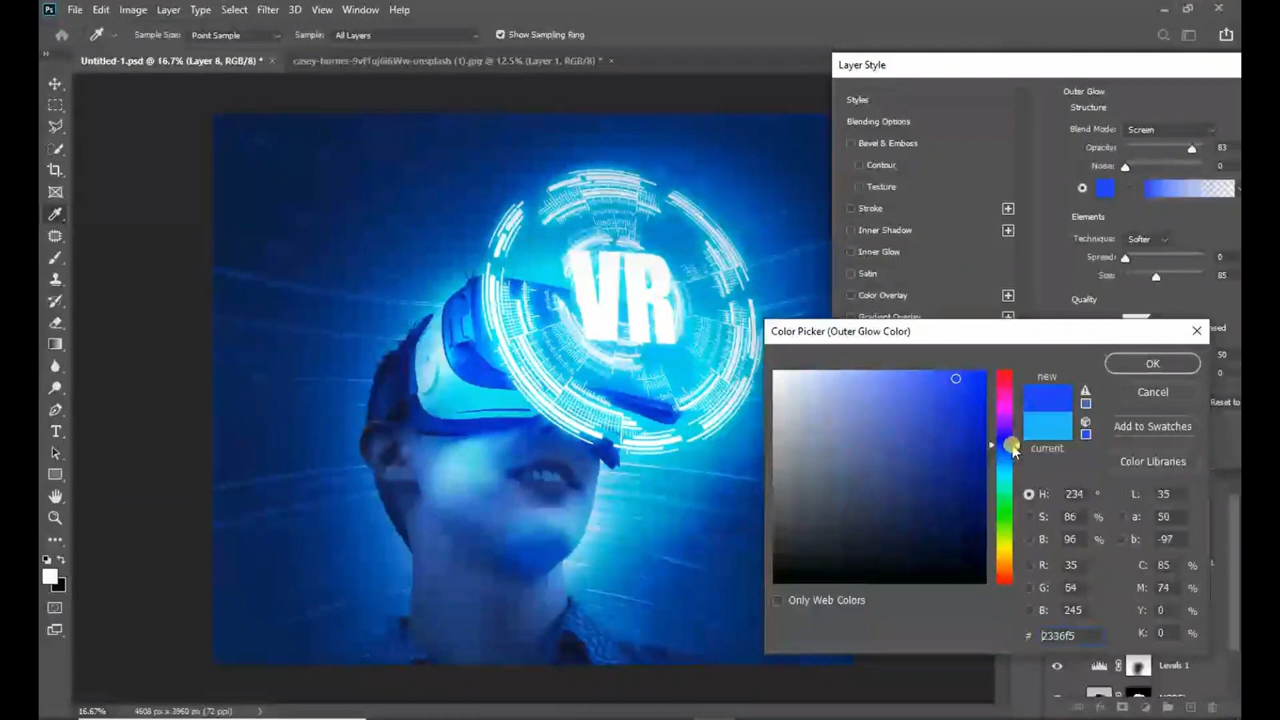 Ps File Edit Image Layer Type Select Filter 3D View Window Help
Sample Size: Point Sample Sample: All Layers Show Sampling Ring
Untitled-1.psd @ 16.7% (Layer 8, RGB/8) * × (1).jpg @ 12.5% (Layer 1, RGB/8) * ×
Layer Style
Styles
Blending Options
Bevel & Emboss
Contour
Texture
Stroke
Inner Shadow
Inner Glow
Satin
Color Overlay
Gradient Overlay
Outer Glow
Structure
Blend Mode: Screen
Opacity: 83
Noise: 0
Elements
Technique: Softer
Spread: 0
Size: 85
Quality
50
0
Reset to
VR
Color Picker (Outer Glow Color)
new
current
OK
Cancel
Add to Swatches
Color Libraries
H: 234 °
S: 86 %
B: 96 %
R: 35
G: 54
B: 245
# 2336f5
L: 35
a: 50
b: -97
C: 85 %
M: 74 %
Y: 0 %
K: 0 %
Only Web Colors
Levels 1
16.67% 4608 px x 3960 px (72 ppi)